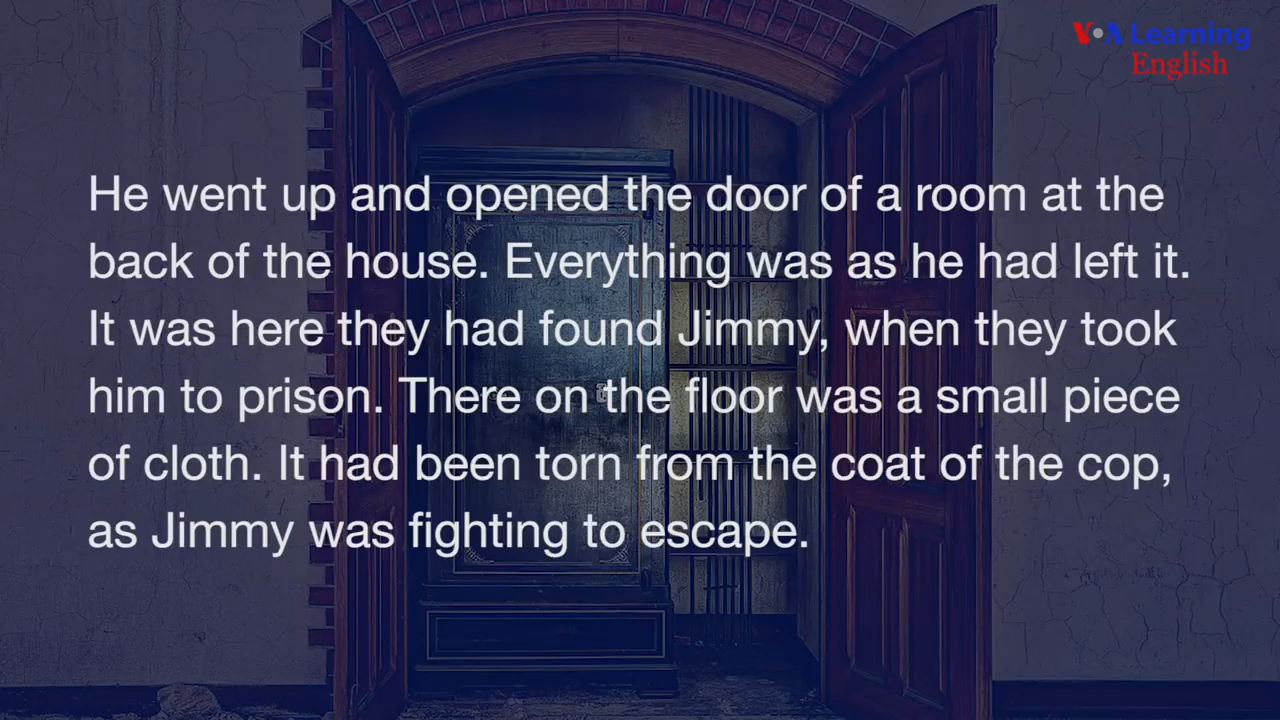 VOA Learning
English
He went up and opened the door of a room at the
back of the house. Everything was as he had left it.
It was here they had found Jimmy, when they took
him to prison. There on the floor was a small piece
of cloth. It had been torn from the coat of the cop,
as Jimmy was fighting to escape.